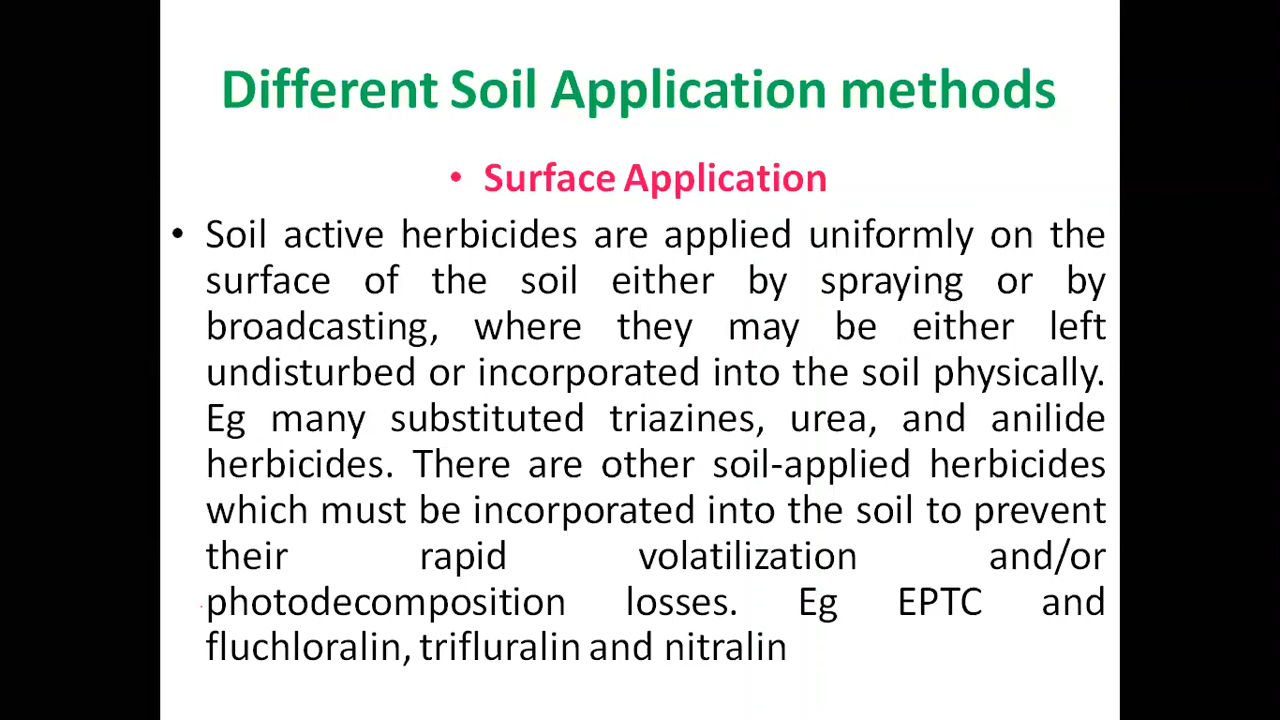 Different Soil Application methods
• Surface Application
• Soil active herbicides are applied uniformly on the
surface of the soil either by spraying or by
broadcasting, where they may be either left
undisturbed or incorporated into the soil physically.
Eg many substituted triazines, urea, and anilide
herbicides. There are other soil-applied herbicides
which must be incorporated into the soil to prevent
their rapid volatilization and/or
photodecomposition losses. Eg EPTC and
fluchloralin, trifluralin and nitralin